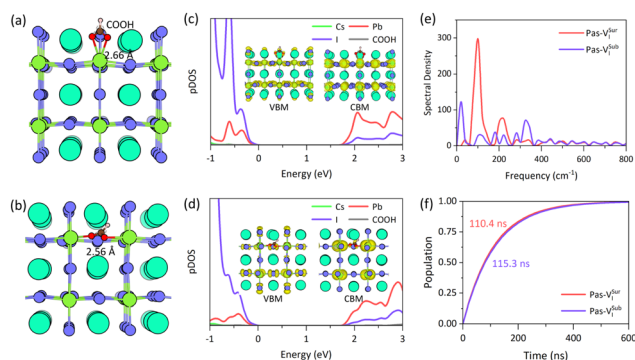 (a)
COOH
2.66 Å
(b)
2.56 Å
(c)
Cs Pb
I COOH
VBM CBM
pDOS
-1 0 1 2 3
Energy (eV)
(d)
Cs Pb
I COOH
VBM CBM
pDOS
-1 0 1 2 3
Energy (eV)
(e)
Pas-V_I^Sur
Pas-V_I^Sub
Spectral Density
300
200
100
0
0 200 400 600 800
Frequency (cm⁻¹)
(f)
110.4 ns
115.3 ns
Pas-V_I^Sur
Pas-V_I^Sub
Population
1.00
0.75
0.50
0.25
0.00
0 200 400 600
Time (ns)